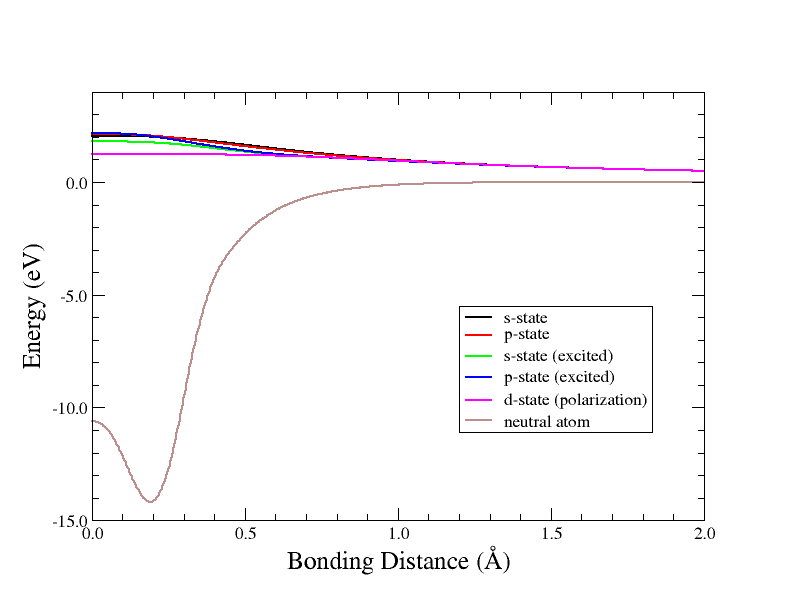 0.0
-5.0
-10.0
-15.0
Energy (eV)
s-state
p-state
s-state (excited)
p-state (excited)
d-state (polarization)
neutral atom
0.0 0.5 1.0 1.5 2.0
Bonding Distance (Å)